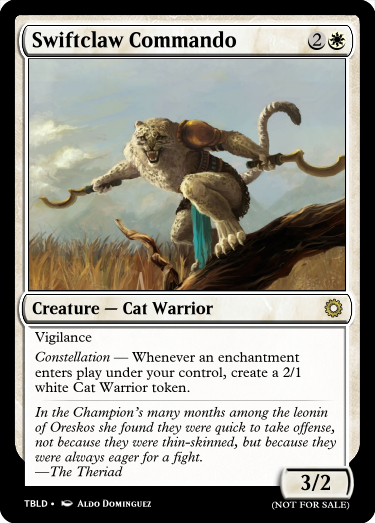 Swiftclaw Commando 2
Creature — Cat Warrior
Vigilance
Constellation — Whenever an enchantment
enters play under your control, create a 2/1
white Cat Warrior token.
In the Champion's many months among the leonin
of Oreskos she found they were quick to take offense,
not because they were thin-skinned, but because they
were always eager for a fight.
—The Theriad
3/2
TBLD • Aldo Dominguez
(NOT FOR SALE)